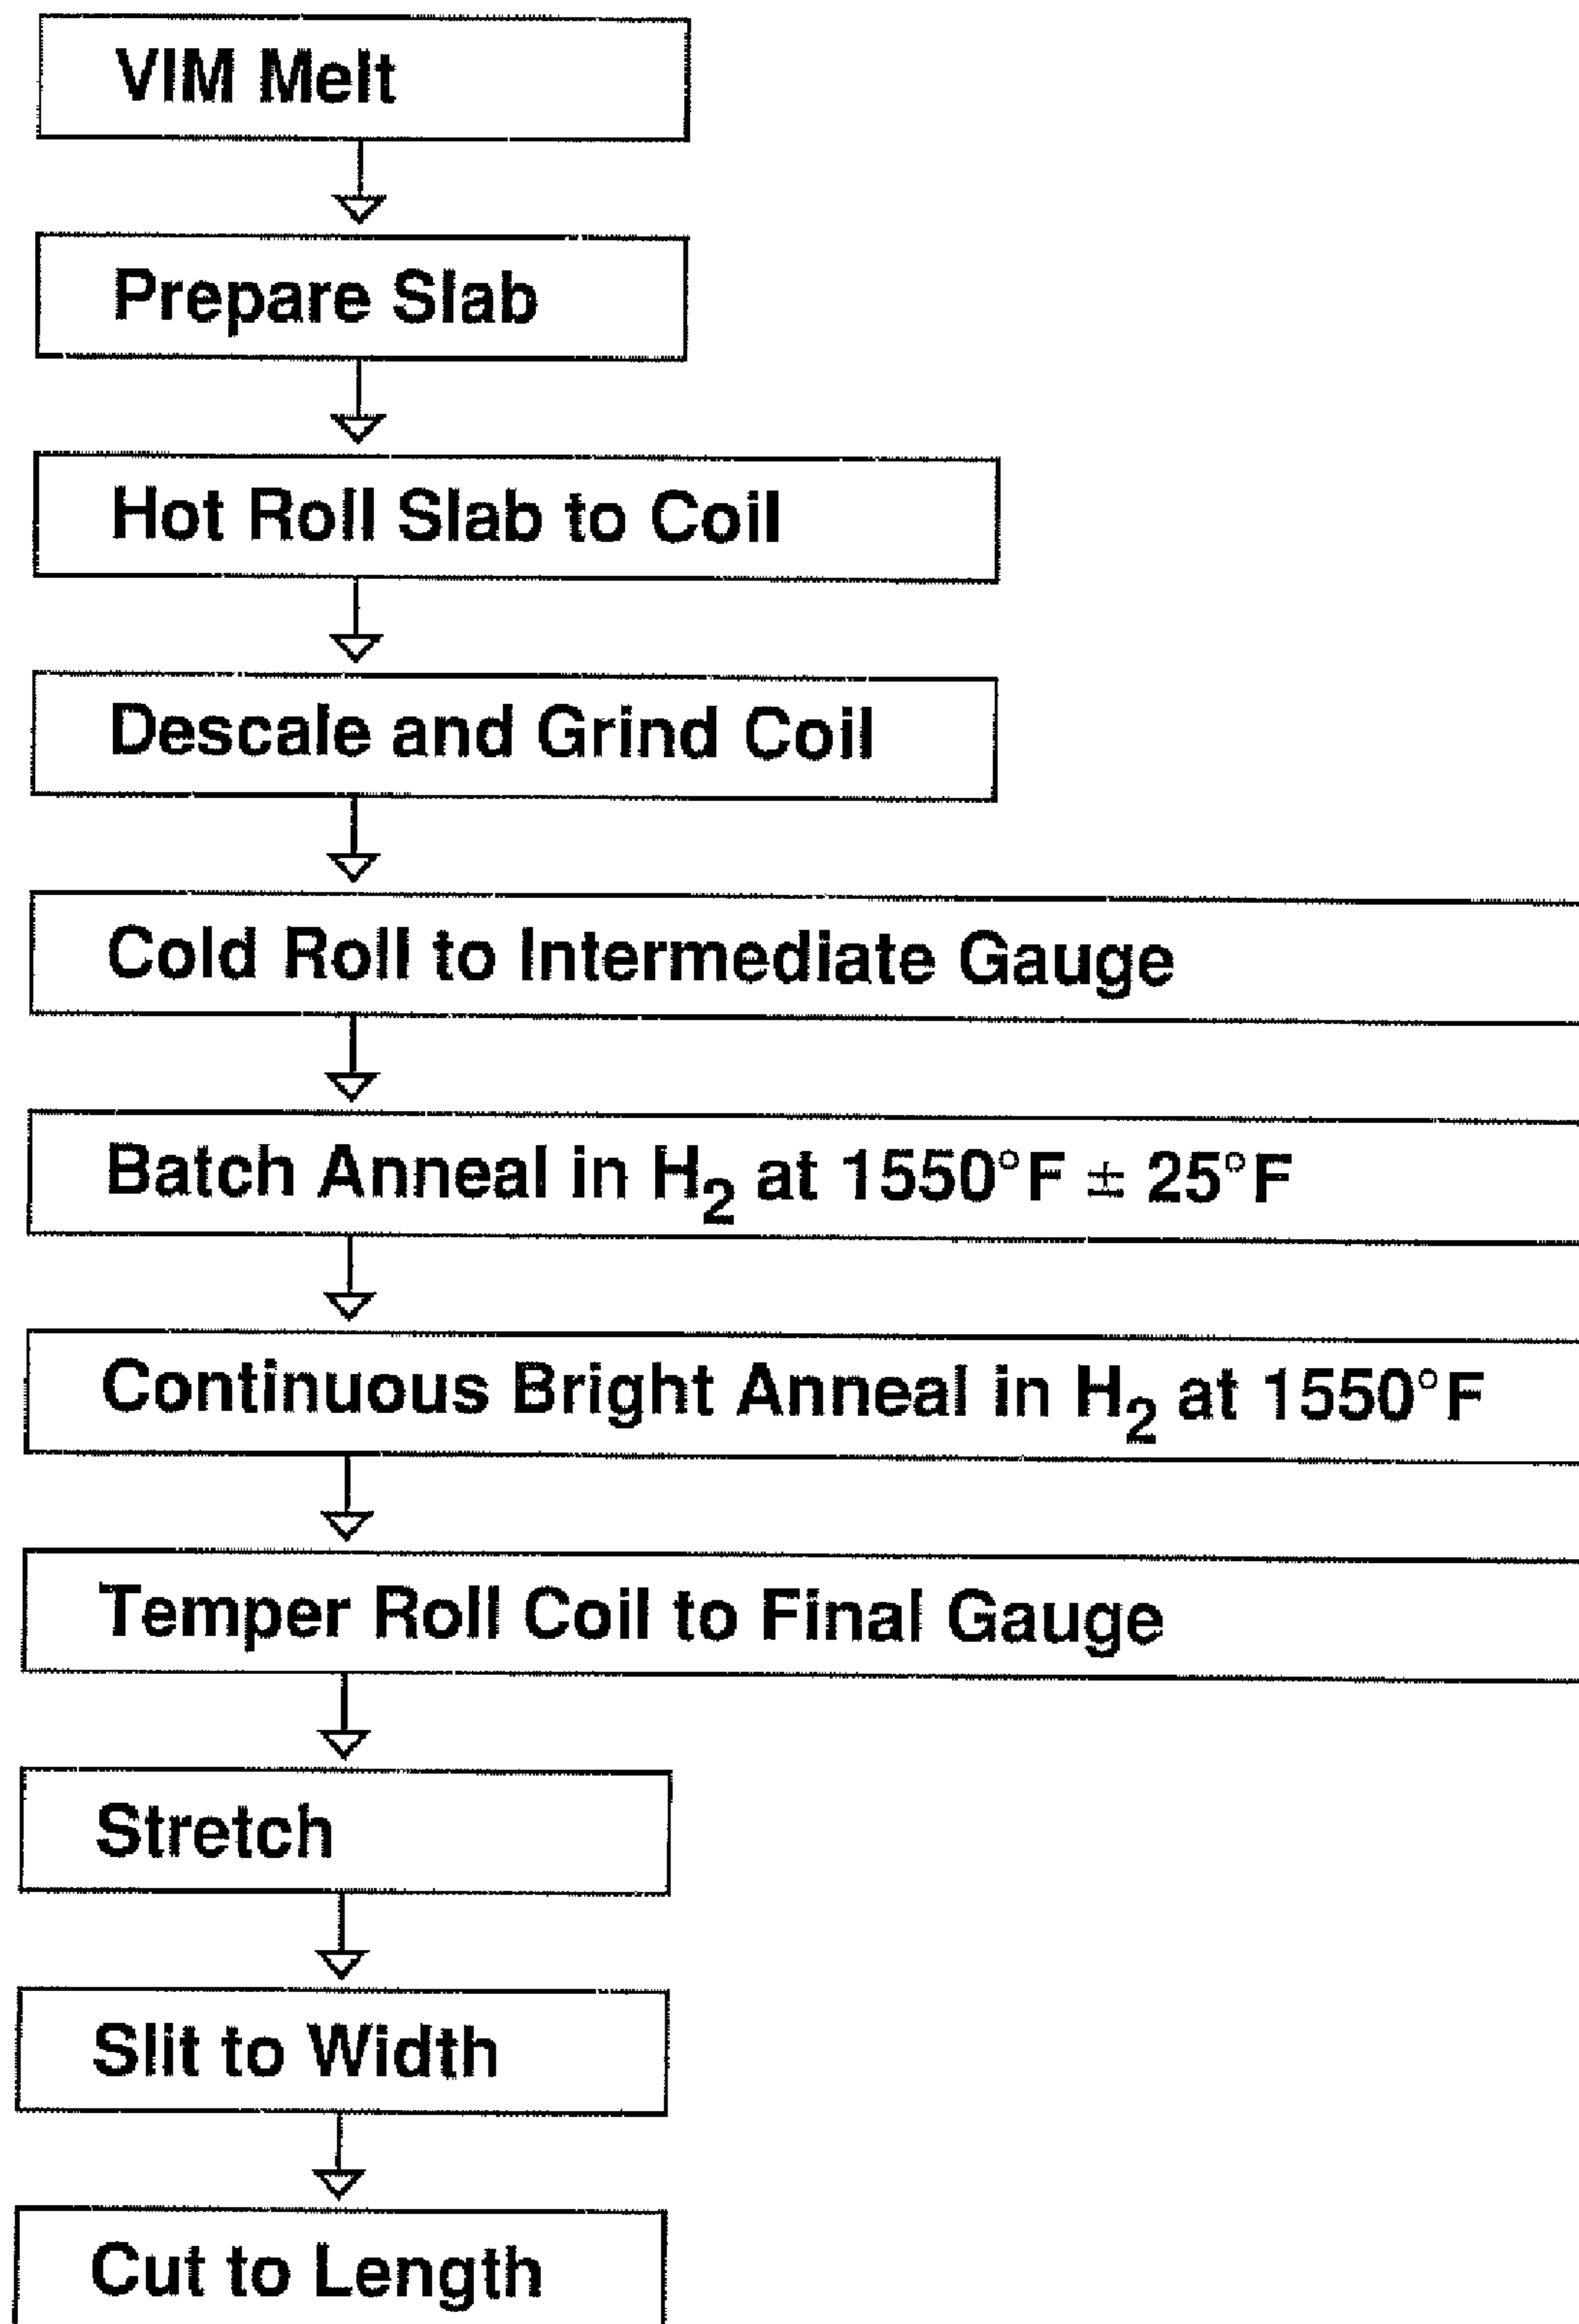 VIM Melt
Prepare Slab
Hot Roll Slab to Coil
Descale and Grind Coil
Cold Roll to Intermediate Gauge
Batch Anneal in H₂ at 1550°F ± 25°F
Continuous Bright Anneal in H₂ at 1550°F
Temper Roll Coil to Final Gauge
Stretch
Slit to Width
Cut to Length